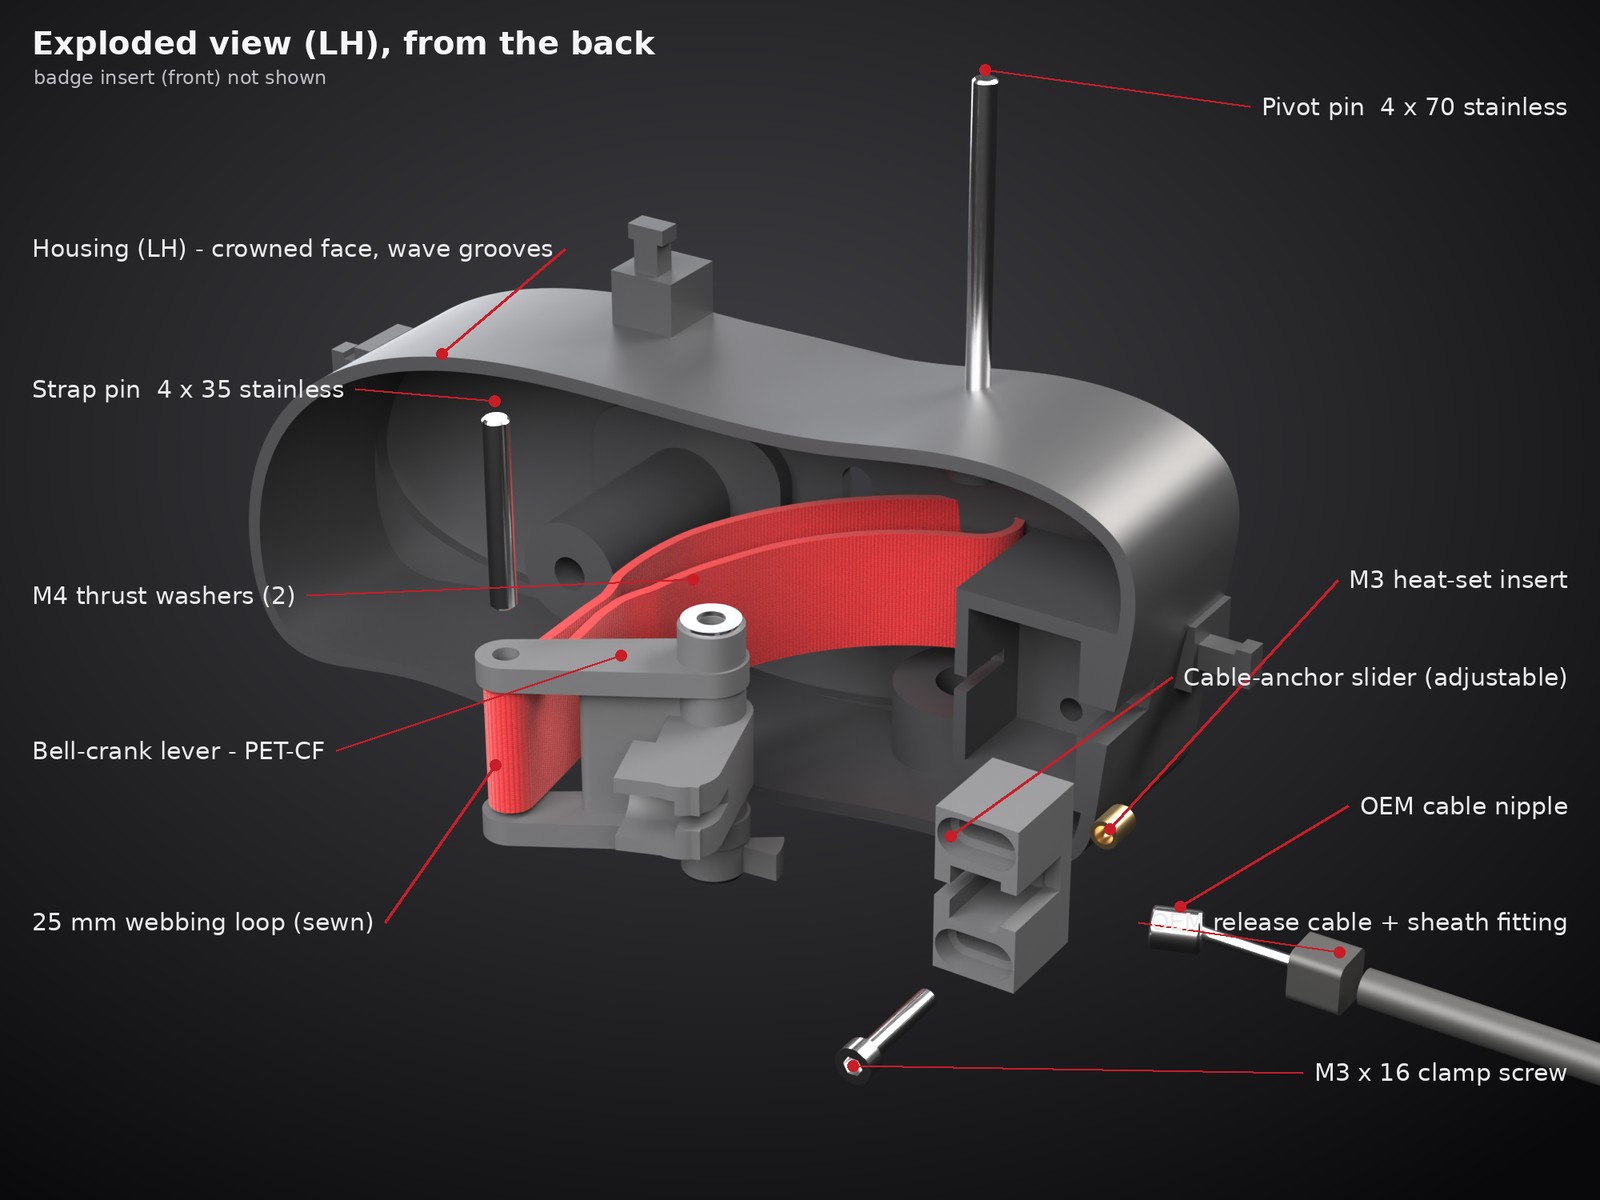 Exploded view (LH), from the back
badge insert (front) not shown
Pivot pin 4 x 70 stainless
Housing (LH) - crowned face, wave grooves
Strap pin 4 x 35 stainless
M4 thrust washers (2)
M3 heat-set insert
Cable-anchor slider (adjustable)
Bell-crank lever - PET-CF
OEM cable nipple
25 mm webbing loop (sewn)
OEM release cable + sheath fitting
M3 x 16 clamp screw